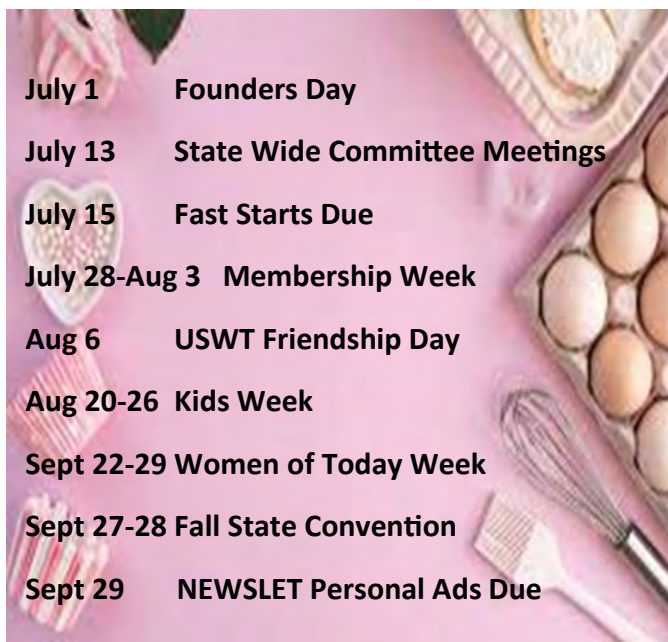 July 1 Founders Day
July 13 State Wide Committee Meetings
July 15 Fast Starts Due
July 28-Aug 3 Membership Week
Aug 6 USWT Friendship Day
Aug 20-26 Kids Week
Sept 22-29 Women of Today Week
Sept 27-28 Fall State Convention
Sept 29 NEWSLET Personal Ads Due